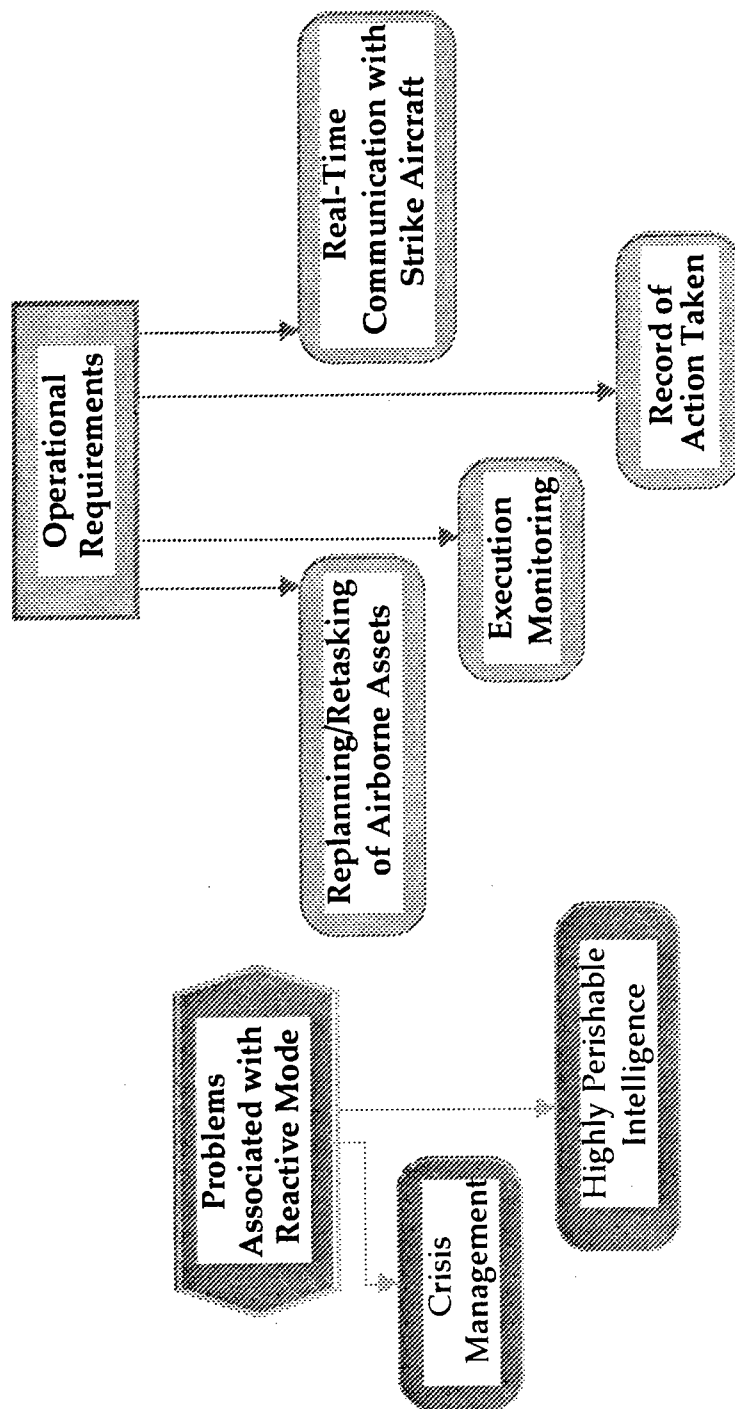 Problems
Associated with
Reactive Mode
Crisis
Management
Highly Perishable
Intelligence
Operational
Requirements
Replanning/Retasking
of Airborne Assets
Execution
Monitoring
Record of
Action Taken
Real-Time
Communication with
Strike Aircraft